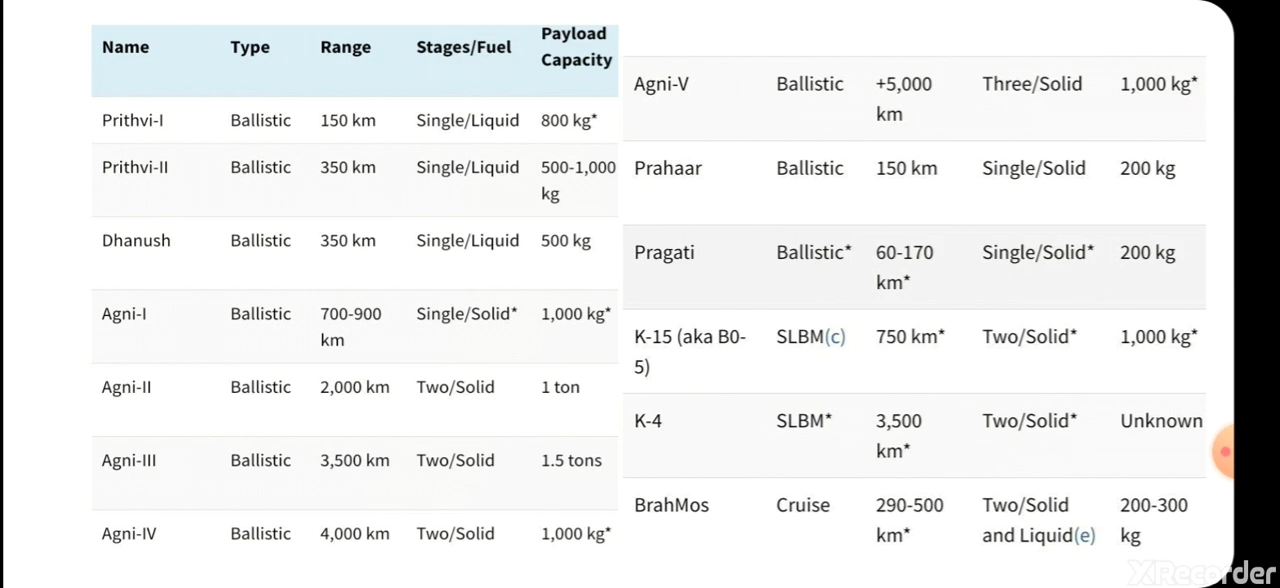 Name Type Range Stages/Fuel Payload Capacity
Prithvi-I Ballistic 150 km Single/Liquid 800 kg*
Prithvi-II Ballistic 350 km Single/Liquid 500-1,000 kg
Dhanush Ballistic 350 km Single/Liquid 500 kg
Agni-I Ballistic 700-900 km Single/Solid* 1,000 kg*
Agni-II Ballistic 2,000 km Two/Solid 1 ton
Agni-III Ballistic 3,500 km Two/Solid 1.5 tons
Agni-IV Ballistic 4,000 km Two/Solid 1,000 kg*
Agni-V Ballistic +5,000 km Three/Solid 1,000 kg*
Prahaar Ballistic 150 km Single/Solid 200 kg
Pragati Ballistic* 60-170 km* Single/Solid* 200 kg
K-15 (aka B0-5) SLBM(c) 750 km* Two/Solid* 1,000 kg*
K-4 SLBM* 3,500 km* Two/Solid* Unknown
BrahMos Cruise 290-500 km* Two/Solid and Liquid(e) 200-300 kg
XRecorder